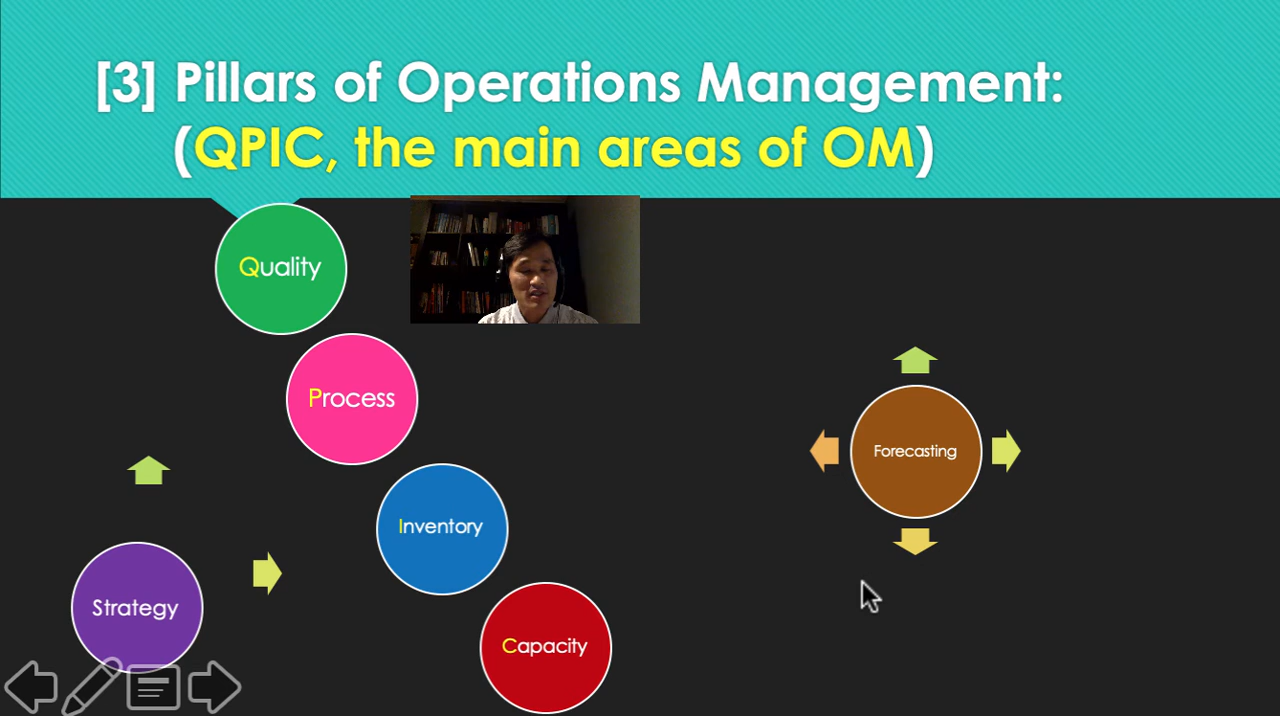 [3] Pillars of Operations Management:
(QPIC, the main areas of OM)
Quality
Process
Forecasting
Inventory
Strategy
Capacity